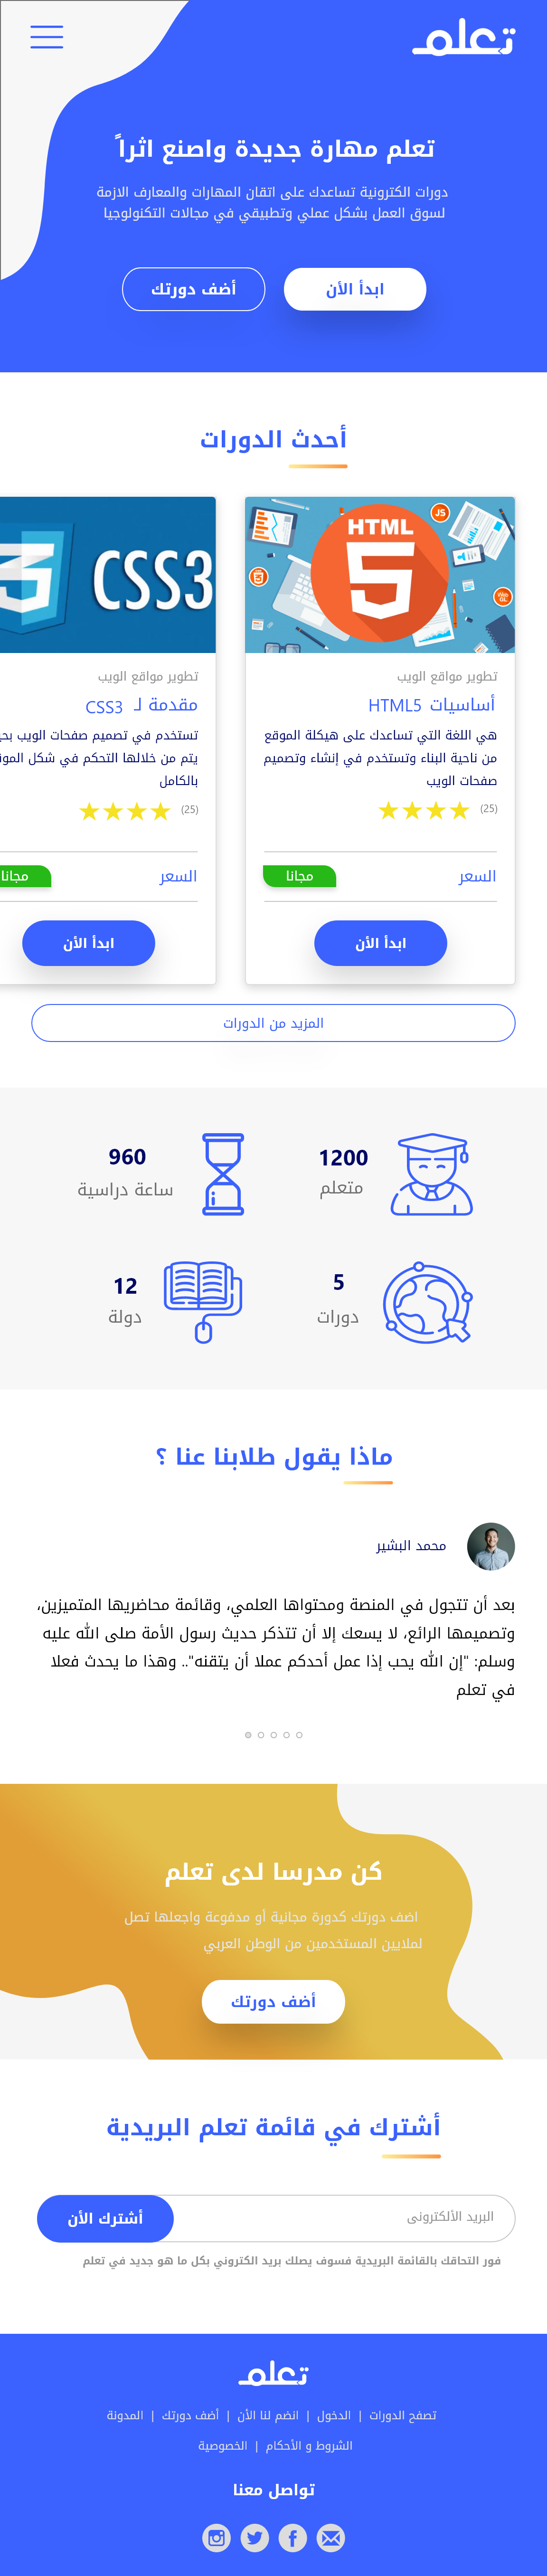 تعلم
تعلم مهارة جديدة واصنع اثراً
دورات الكترونية تساعدك على اتقان المهارات والمعارف الازمة
لسوق العمل بشكل عملي وتطبيقي في مجالات التكنولوجيا
ابدأ الأن
أضف دورتك
أحدث الدورات
HTML
5
JS
تطوير مواقع الويب
أساسيات HTML5
هي اللغة التي تساعدك على هيكلة الموقع
من ناحية البناء وتستخدم في إنشاء وتصميم
صفحات الويب
(25)
السعر
مجانا
ابدأ الأن
CSS3
تطوير مواقع الويب
مقدمة لـ CSS3
تستخدم في تصميم صفحات الويب
يتم من خلالها التحكم في شكل
بالكامل
(25)
السعر
مجانا
ابدأ الأن
المزيد من الدورات
1200
متعلم
960
ساعة دراسية
5
دورات
12
دولة
ماذا يقول طلابنا عنا ؟
محمد البشير
بعد أن تتجول في المنصة ومحتواها العلمي، وقائمة محاضريها المتميزين،
وتصميمها الرائع، لا يسعك إلا أن تتذكر حديث رسول الأمة صلى الله عليه
وسلم: "إن الله يحب إذا عمل أحدكم عملا أن يتقنه".. وهذا ما يحدث فعلا
في تعلم
كن مدرسا لدى تعلم
اضف دورتك كدورة مجانية أو مدفوعة واجعلها تصل
لملايين المستخدمين من الوطن العربي
أضف دورتك
أشترك في قائمة تعلم البريدية
البريد الألكترونى
أشترك الأن
فور التحاقك بالقائمة البريدية فسوف يصلك بريد الكتروني بكل ما هو جديد في تعلم
تعلم
تصفح الدورات | الدخول | انضم لنا الأن | أضف دورتك | المدونة
الشروط و الأحكام | الخصوصية
تواصل معنا